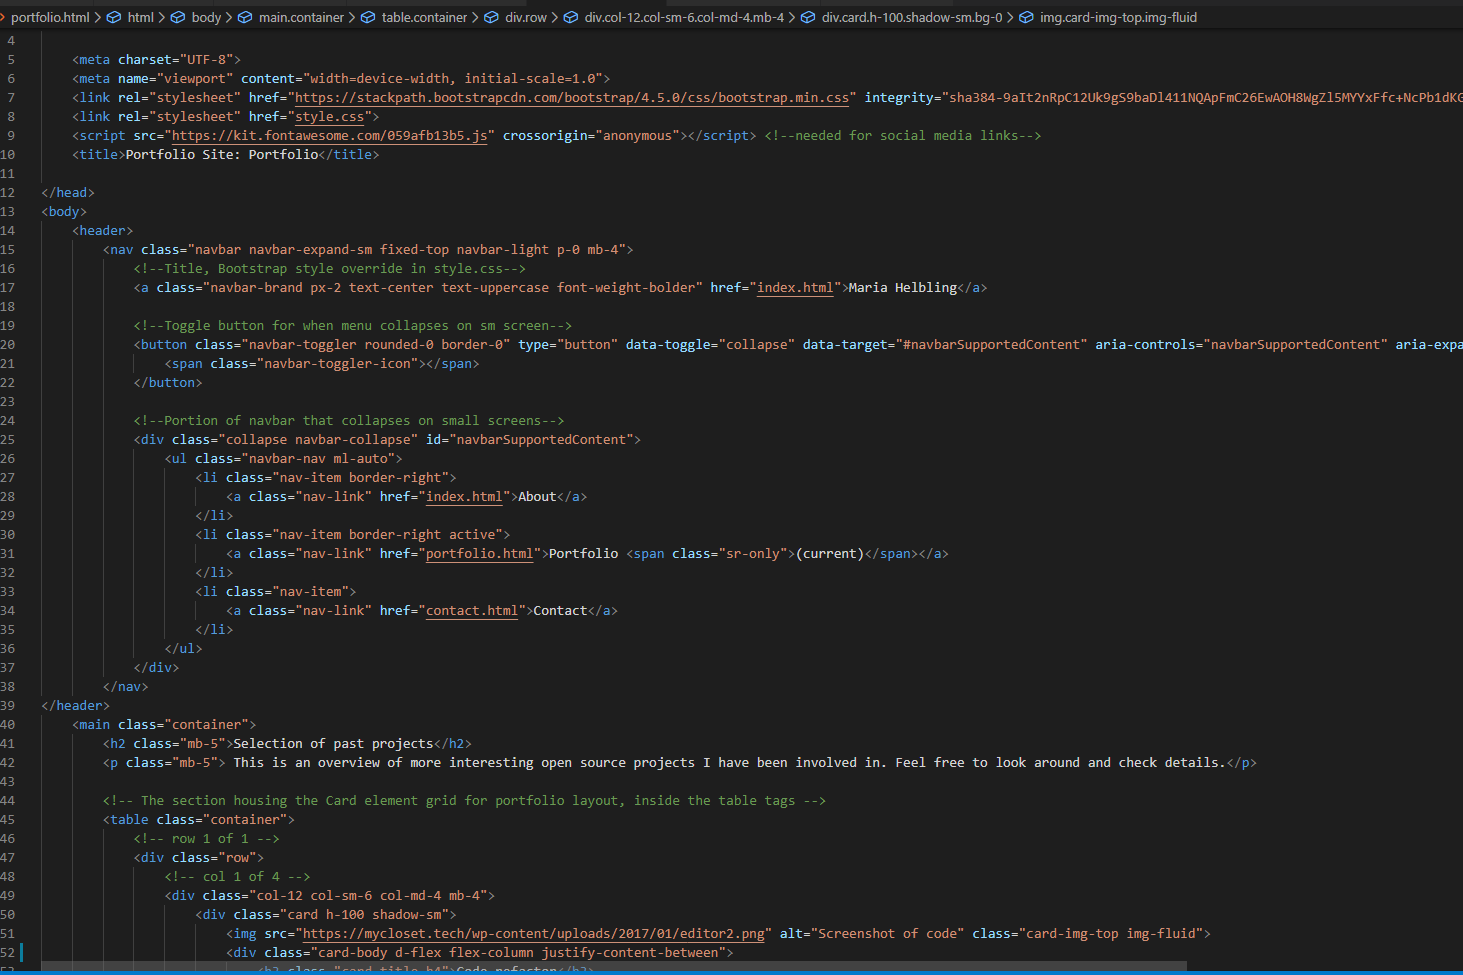 portfolio.html > html > body > main.container > table.container > div.row > div.col-12.col-sm-6.col-md-4.mb-4 > div.card.h-100.shadow-sm.bg-0 > img.card-img-top.img-fluid
4
5 <meta charset="UTF-8">
6 <meta name="viewport" content="width=device-width, initial-scale=1.0">
7 <link rel="stylesheet" href="https://stackpath.bootstrapcdn.com/bootstrap/4.5.0/css/bootstrap.min.css" integrity="sha384-9aIt2nRpC12Uk9gS9baDl411NQApFmC26EwAOH8WgZl5MYYxFfc+NcPb1dKG
8 <link rel="stylesheet" href="style.css">
9 <script src="https://kit.fontawesome.com/059afb13b5.js" crossorigin="anonymous"></script> <!--needed for social media links-->
10 <title>Portfolio Site: Portfolio</title>
11
12 </head>
13 <body>
14 <header>
15 <nav class="navbar navbar-expand-sm fixed-top navbar-light p-0 mb-4">
16 <!--Title, Bootstrap style override in style.css-->
17 <a class="navbar-brand px-2 text-center text-uppercase font-weight-bolder" href="index.html">Maria Helbling</a>
18
19 <!--Toggle button for when menu collapses on sm screen-->
20 <button class="navbar-toggler rounded-0 border-0" type="button" data-toggle="collapse" data-target="#navbarSupportedContent" aria-controls="navbarSupportedContent" aria-expa
21 <span class="navbar-toggler-icon"></span>
22 </button>
23
24 <!--Portion of navbar that collapses on small screens-->
25 <div class="collapse navbar-collapse" id="navbarSupportedContent">
26 <ul class="navbar-nav ml-auto">
27 <li class="nav-item border-right">
28 <a class="nav-link" href="index.html">About</a>
29 </li>
30 <li class="nav-item border-right active">
31 <a class="nav-link" href="portfolio.html">Portfolio <span class="sr-only">(current)</span></a>
32 </li>
33 <li class="nav-item">
34 <a class="nav-link" href="contact.html">Contact</a>
35 </li>
36 </ul>
37 </div>
38 </nav>
39 </header>
40 <main class="container">
41 <h2 class="mb-5">Selection of past projects</h2>
42 <p class="mb-5"> This is an overview of more interesting open source projects I have been involved in. Feel free to look around and check details.</p>
43
44 <!-- The section housing the Card element grid for portfolio layout, inside the table tags -->
45 <table class="container">
46 <!-- row 1 of 1 -->
47 <div class="row">
48 <!-- col 1 of 4 -->
49 <div class="col-12 col-sm-6 col-md-4 mb-4">
50 <div class="card h-100 shadow-sm">
51 <img src="https://mycloset.tech/wp-content/uploads/2017/01/editor2.png" alt="Screenshot of code" class="card-img-top img-fluid">
52 <div class="card-body d-flex flex-column justify-content-between">